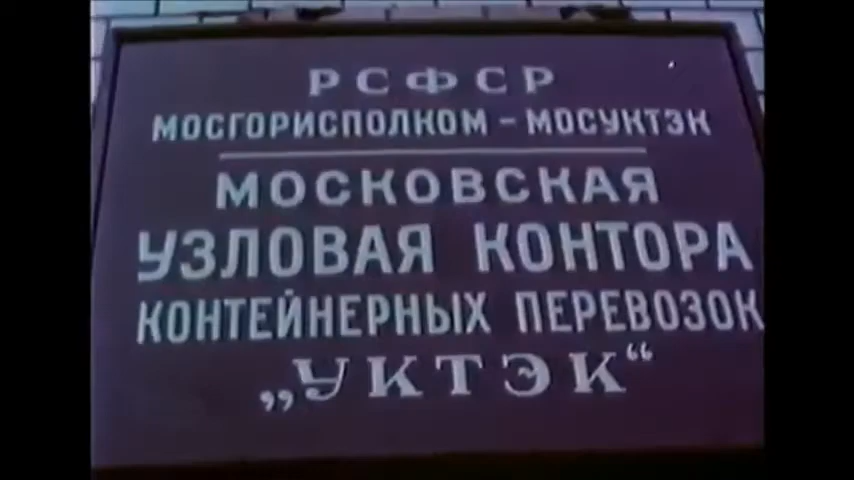 РСФСР
МОСГОРИСПОЛКОМ - МОСУКТЭК
МОСКОВСКАЯ
УЗЛОВАЯ КОНТОРА
КОНТЕЙНЕРНЫХ ПЕРЕВОЗОК
„УКТЭК“